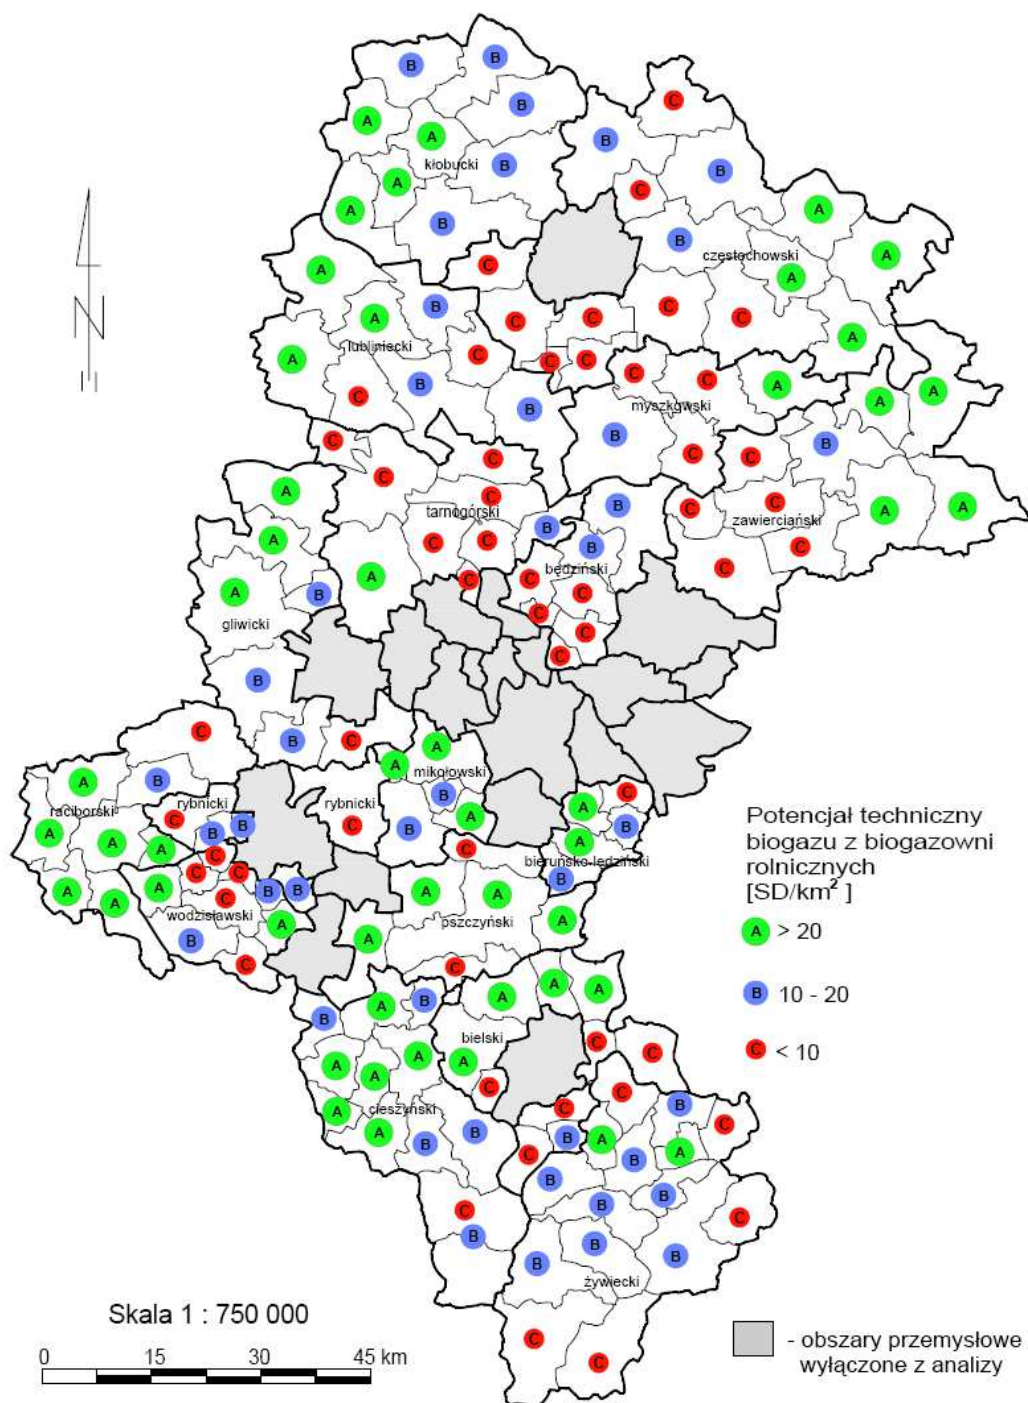 B
B
C
B
A
A
B
kłobucki
B
B
A
C
A
A
B
B
A
częstochowski
C
A
A
B
C
A
C
C
C
A
lubliniecki
C
A
C
C
C
C
B
A
A
C
A
myszkowski
B
B
C
B
C
C
C
C
A
C
C
B
A
C
A
tarnogórski
zawierciański
B
A
C
C
B
C
będziński
C
A
C
C
A
C
B
C
gliwicki
C
C
B
C
B
C
A
A
mikołowski
B
A
C
B
rybnicki
rybnicki
raciborski
A
Potencjał techniczny
biogazu z biogazowni
rolniczych
[SD/km² ]
A
C
B
C
B
B
B
A
B
A
A
C
A
C
bieruńsko-lędziński
C
C
B
A
B
B
A
A
A
C
A
wodzisławski
pszczyński
A
A
A > 20
B
A
C
C
A
A
A
B 10 - 20
B
A
B
bielski
C
C
C < 10
A
A
A
A
C
C
B
C
cieszyński
A
C
A
B
B
A
B
A
C
B
B
B
C
C
B
B
B
B
B
żywiecki
Skala 1 : 750 000
C
C
0 15 30 45 km
- obszary przemysłowe
wyłączone z analizy
N